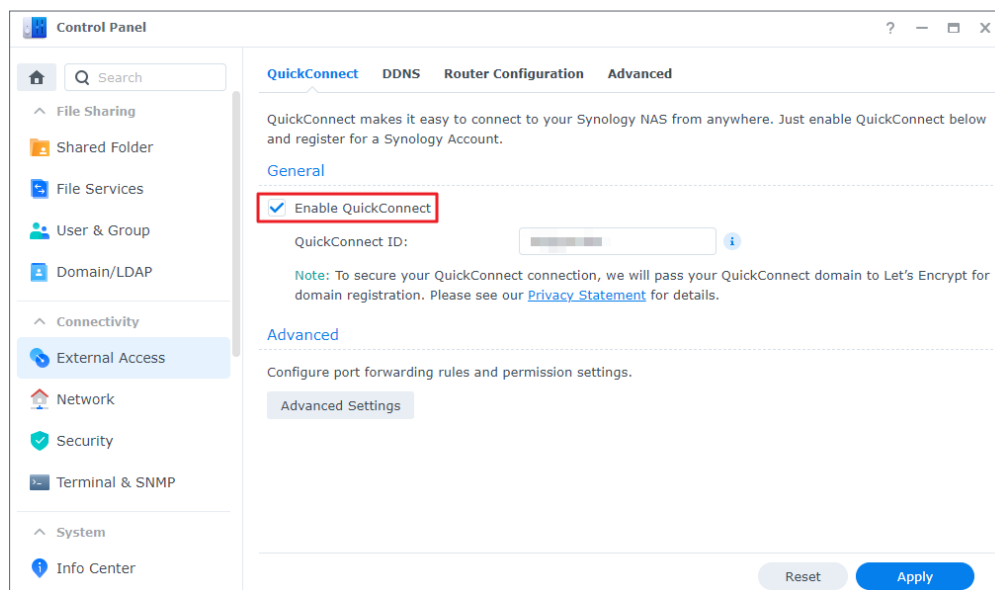 Control Panel
?
Search
File Sharing
Shared Folder
File Services
User & Group
Domain/LDAP
Connectivity
External Access
Network
Security
Terminal & SNMP
System
Info Center
QuickConnect DDNS Router Configuration Advanced
QuickConnect makes it easy to connect to your Synology NAS from anywhere. Just enable QuickConnect below
and register for a Synology Account.
General
Enable QuickConnect
QuickConnect ID:
Note: To secure your QuickConnect connection, we will pass your QuickConnect domain to Let's Encrypt for
domain registration. Please see our Privacy Statement for details.
Advanced
Configure port forwarding rules and permission settings.
Advanced Settings
Reset Apply